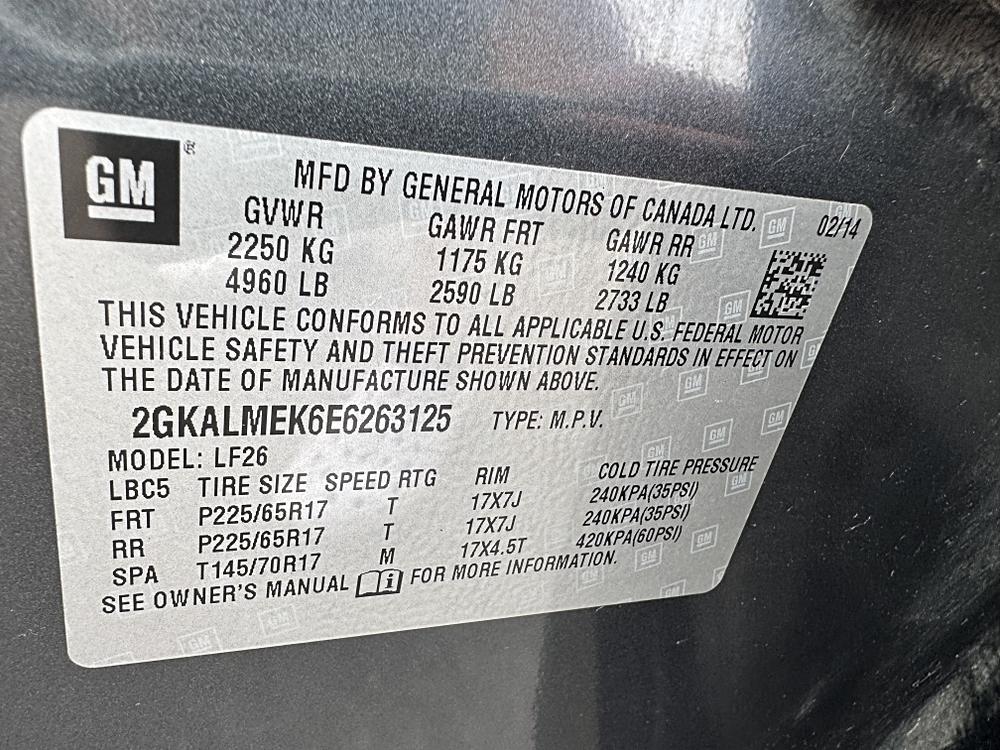 GM ®
MFD BY GENERAL MOTORS OF CANADA LTD.
02/14
GVWR GAWR FRT GAWR RR
2250 KG 1175 KG 1240 KG
4960 LB 2590 LB 2733 LB
THIS VEHICLE CONFORMS TO ALL APPLICABLE U.S. FEDERAL MOTOR
VEHICLE SAFETY AND THEFT PREVENTION STANDARDS IN EFFECT ON
THE DATE OF MANUFACTURE SHOWN ABOVE.
2GKALMEK6E6263125 TYPE: M.P.V.
MODEL: LF26
LBC5 TIRE SIZE SPEED RTG RIM COLD TIRE PRESSURE
FRT P225/65R17 T 17X7J 240KPA(35PSI)
RR P225/65R17 T 17X7J 240KPA(35PSI)
SPA T145/70R17 M 17X4.5T 420KPA(60PSI)
SEE OWNER'S MANUAL i FOR MORE INFORMATION.